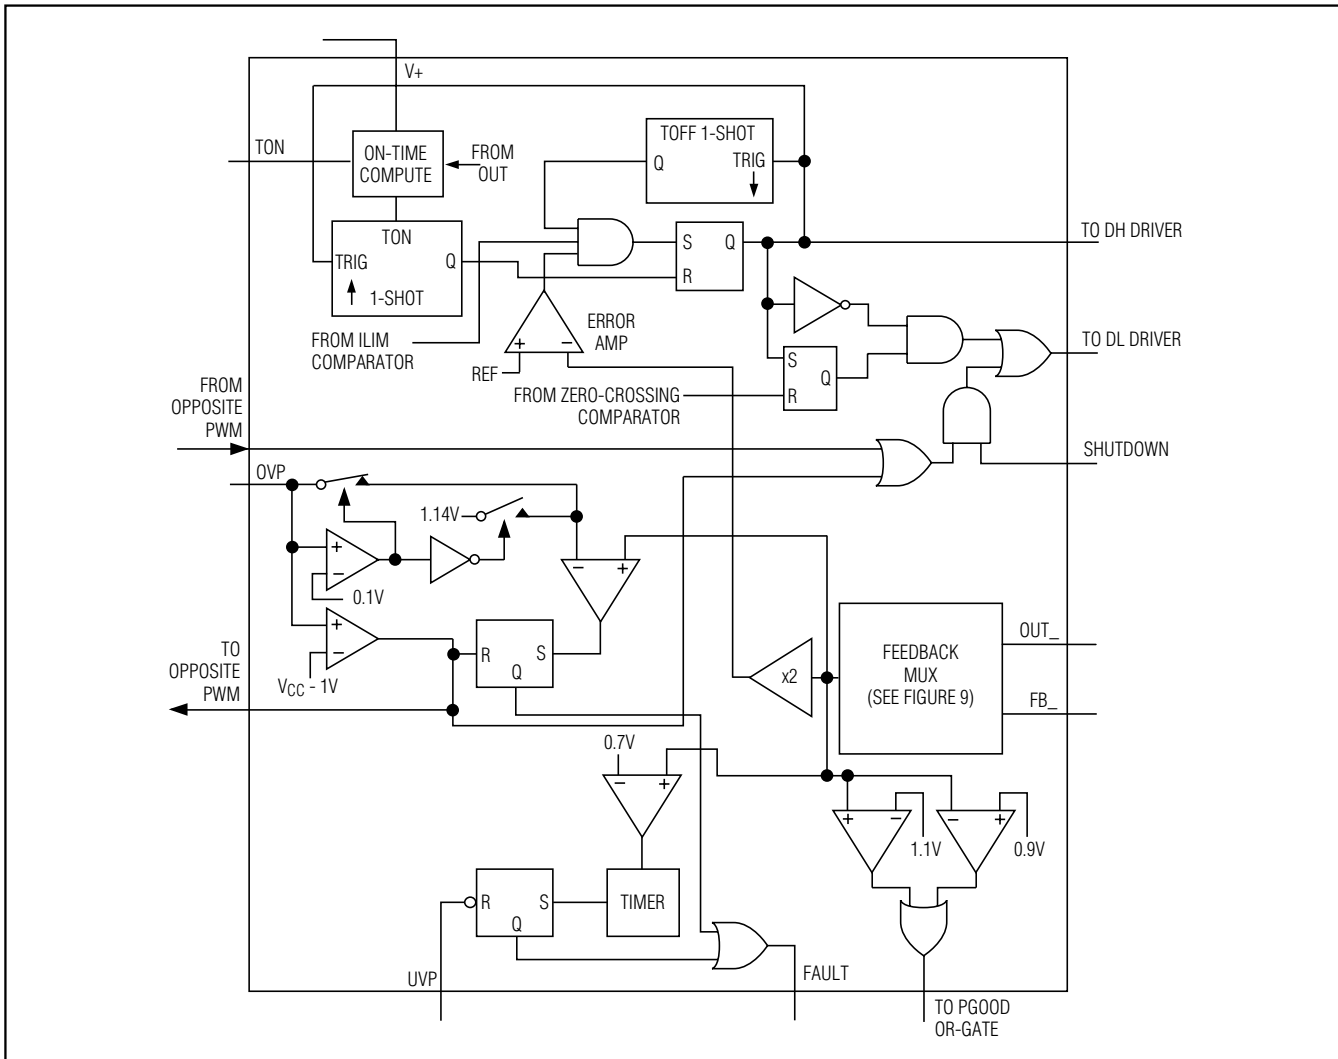 V+
TON
ON-TIME
COMPUTE
FROM
OUT
TOFF 1-SHOT
Q
TRIG
TON
TRIG
Q
1-SHOT
S
Q
R
TO DH DRIVER
FROM ILIM
COMPARATOR
ERROR
AMP
+
−
REF
S
Q
R
TO DL DRIVER
FROM ZERO-CROSSING
COMPARATOR
FROM
OPPOSITE
PWM
SHUTDOWN
OVP
1.14V
+
−
0.1V
−
+
+
−
VCC - 1V
TO
OPPOSITE
PWM
R
S
Q
x2
FEEDBACK
MUX
(SEE FIGURE 9)
OUT_
FB_
0.7V
−
+
+
−
1.1V
−
+
0.9V
R
S
Q
TIMER
UVP
FAULT
TO PGOOD
OR-GATE